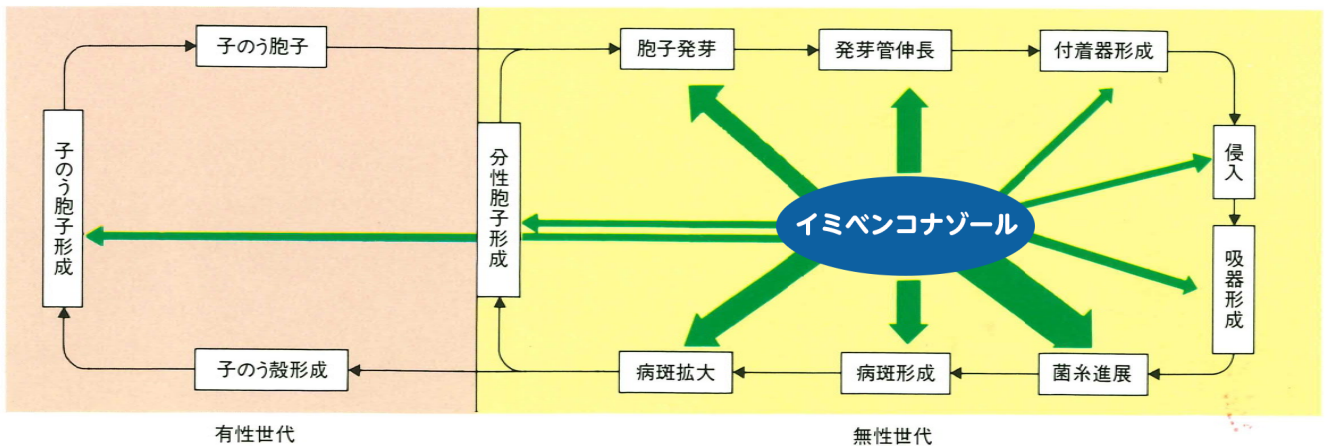 子のう胞子
胞子発芽
発芽管伸長
付着器形成
子のう胞子形成
分性胞子形成
侵入
イミベンコナゾール
吸器形成
子のう殻形成
病斑拡大
病斑形成
菌糸進展
有性世代
無性世代